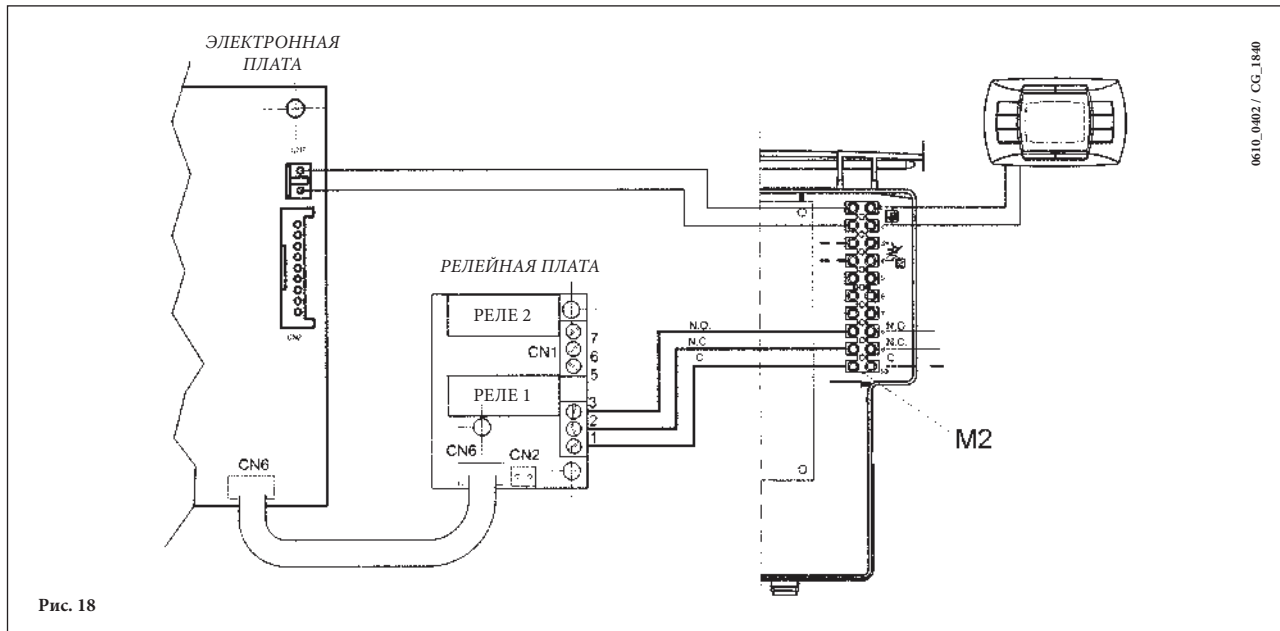 ЭЛЕКТРОННАЯ
ПЛАТА
0610_0402 / CG_1840
РЕЛЕЙНАЯ ПЛАТА
РЕЛЕ 2
7
CN1
6
5
РЕЛЕ 1
3
2
1
CN6
CN2
CN6
N.O.
N.C
C
N.O
N.C.
C
M2
Рис. 18